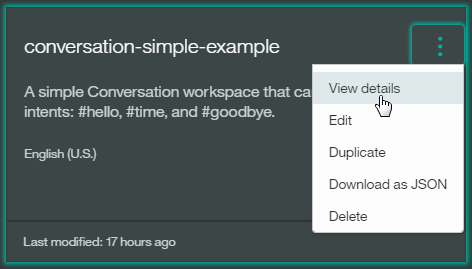 conversation-simple-example
A simple Conversation workspace that ca
intents: #hello, #time, and #goodbye.
English (U.S.)
View details
Edit
Duplicate
Download as JSON
Delete
Last modified: 17 hours ago